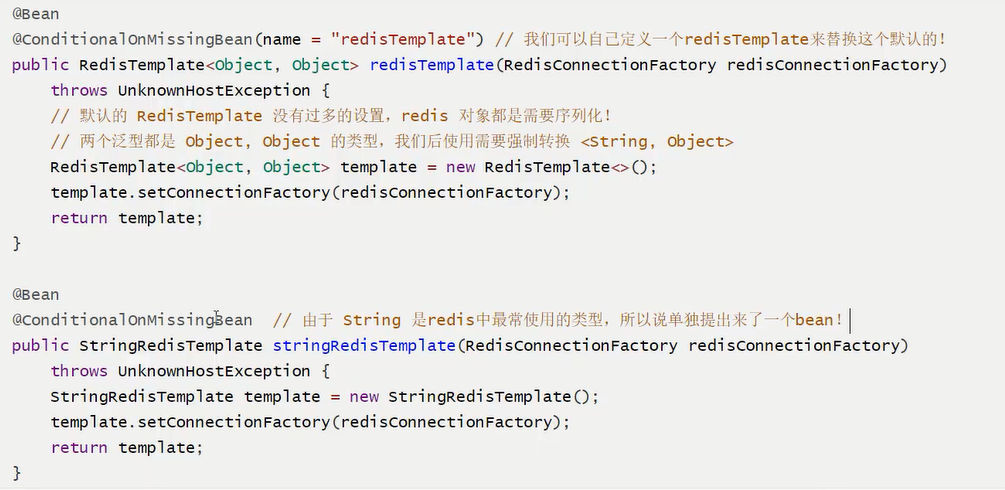 @Bean
@ConditionalOnMissingBean(name = "redisTemplate") // 我们可以自己定义一个redisTemplate来替换这个默认的!
public RedisTemplate<Object, Object> redisTemplate(RedisConnectionFactory redisConnectionFactory)
    throws UnknownHostException {
    // 默认的 RedisTemplate 没有过多的设置，redis 对象都是需要序列化!
    // 两个泛型都是 Object, Object 的类型，我们后使用需要强制转换 <String, Object>
    RedisTemplate<Object, Object> template = new RedisTemplate<>();
    template.setConnectionFactory(redisConnectionFactory);
    return template;
}
@Bean
@ConditionalOnMissingBean  // 由于 String 是redis中最常使用的类型，所以说单独提出来了一个bean!
public StringRedisTemplate stringRedisTemplate(RedisConnectionFactory redisConnectionFactory)
    throws UnknownHostException {
    StringRedisTemplate template = new StringRedisTemplate();
    template.setConnectionFactory(redisConnectionFactory);
    return template;
}